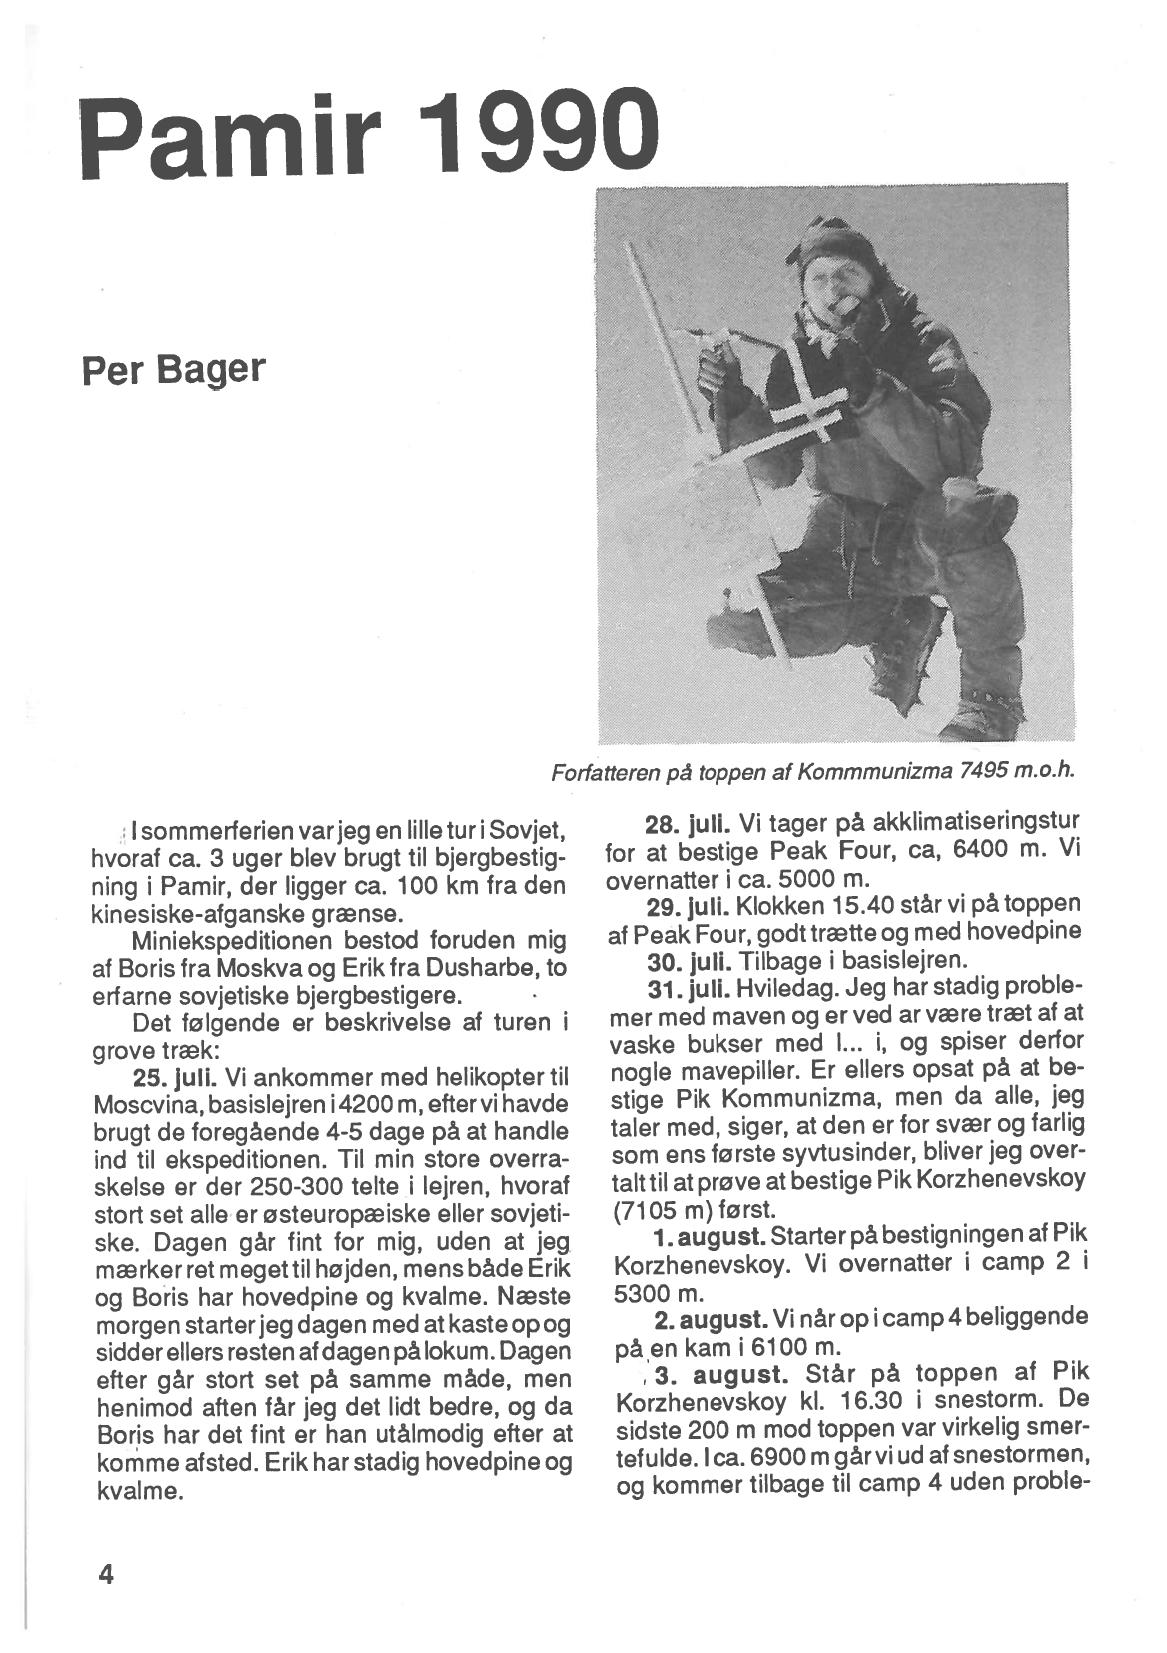 Pamir 1990
Per Bager
Forfatteren på toppen af Kommmunizma 7495 m.o.h.
I sommerferien var jeg en lille tur i Sovjet,
hvoraf ca. 3 uger blev brugt til bjergbestig-
ning i Pamir, der ligger ca. 100 km fra den
kinesiske-afganske grænse.
Miniekspeditionen bestod foruden mig
af Boris fra Moskva og Erik fra Dusharbe, to
erfarne sovjetiske bjergbestigere.
Det følgende er beskrivelse af turen i
grove træk:
25. juli. Vi ankommer med helikopter til
Moscvina, basislejren i 4200 m, efter vi havde
brugt de foregående 4-5 dage på at handle
ind til ekspeditionen. Til min store overra-
skelse er der 250-300 telte i lejren, hvoraf
stort set alle er østeuropæiske eller sovjeti-
ske. Dagen går fint for mig, uden at jeg
mærker ret meget til højden, mens både Erik
og Boris har hovedpine og kvalme. Næste
morgen starter jeg dagen med at kaste op og
sidder ellers resten af dagen på lokum. Dagen
efter går stort set på samme måde, men
henimod aften får jeg det lidt bedre, og da
Boris har det fint er han utålmodig efter at
komme afsted. Erik har stadig hovedpine og
kvalme.
28. juli. Vi tager på akklimatiseringstur
for at bestige Peak Four, ca, 6400 m. Vi
overnatter i ca. 5000 m.
29. juli. Klokken 15.40 står vi på toppen
af Peak Four, godt trætte og med hovedpine
30. juli. Tilbage i basislejren.
31. juli. Hviledag. Jeg har stadig proble-
mer med maven og er ved ar være træt af at
vaske bukser med l... i, og spiser derfor
nogle mavepiller. Er ellers opsat på at be-
stige Pik Kommunizma, men da alle, jeg
taler med, siger, at den er for svær og farlig
som ens første syvtusinder, bliver jeg over-
talt til at prøve at bestige Pik Korzhenevskoy
(7105 m) først.
1. august. Starter på bestigningen af Pik
Korzhenevskoy. Vi overnatter i camp 2 i
5300 m.
2. august. Vi når op i camp 4 beliggende
på en kam i 6100 m.
3. august. Står på toppen af Pik
Korzhenevskoy kl. 16.30 i snestorm. De
sidste 200 m mod toppen var virkelig smer-
tefulde. I ca. 6900 m går vi ud af snestormen,
og kommer tilbage til camp 4 uden proble-
4